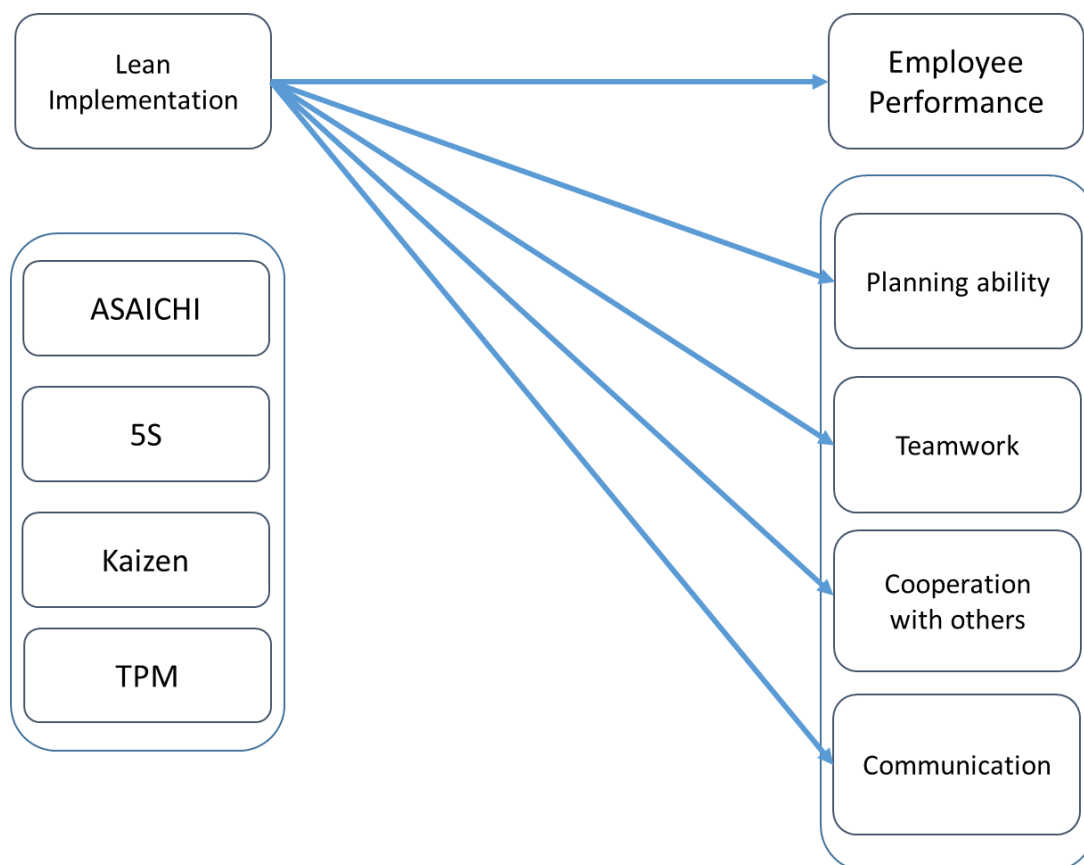 Lean
Implementation
Employee
Performance
ASAICHI
5S
Kaizen
TPM
Planning ability
Teamwork
Cooperation
with others
Communication